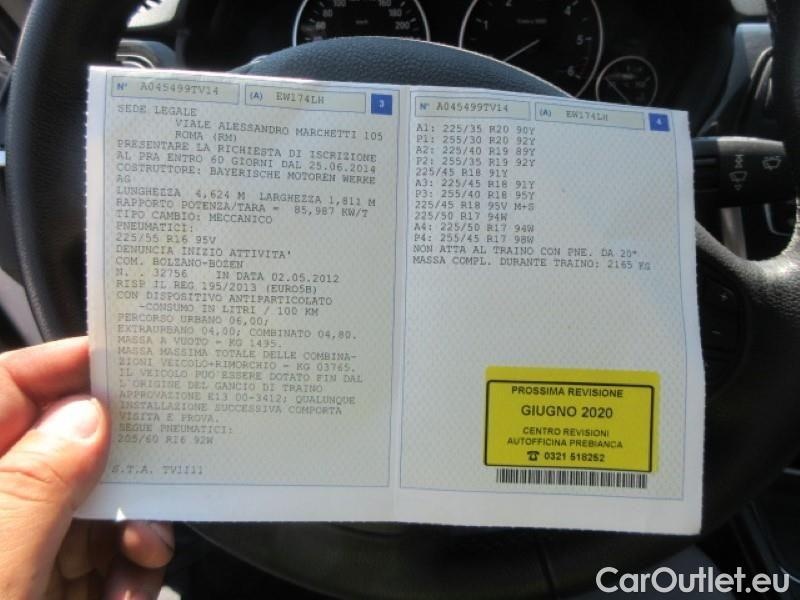 N° A045499TV14 (A) EW174LH 3
SEDE LEGALE
VIALE ALESSANDRO MARCHETTI 105
ROMA (RM)
PRESENTARE LA RICHIESTA DI ISCRIZIONE
AL PRA ENTRO 60 GIORNI DAL 25.06.2014
COSTRUTTORE: BAYERISCHE MOTOREN WERKE
AG
LUNGHEZZA 4,624 M LARGHEZZA 1,811 M
RAPPORTO POTENZA/TARA = 85,987 KW/T
TIPO CAMBIO: MECCANICO
PNEUMATICI:
225/55 R16 95V
DENUNCIA INIZIO ATTIVITA'
COM. BOLZANO-BOZEN
N. . 32756 IN DATA 02.05.2012
RISP IL REG 195/2013 (EURO5B)
CON DISPOSITIVO ANTIPARTICOLATO
-CONSUMO IN LITRI / 100 KM
PERCORSO URBANO 06,00;
EXTRAURBANO 04,00; COMBINATO 04,80.
MASSA A VUOTO - KG 1495.
MASSA MASSIMA TOTALE DELLE COMBINA-
ZIONI VEICOLO+RIMORCHIO - KG 03765.
IL VEICOLO PUO'ESSERE DOTATO FIN DAL
L'ORIGINE DEL GANCIO DI TRAINO
APPROVAZIONE E13 00-3412; QUALUNQUE
INSTALLAZIONE SUCCESSIVA COMPORTA
VISITA E PROVA.
SEGUE PNEUMATICI:
205/60 R16 92W
S.T.A. TV1111
N° A045499TV14 (A) EW174LH 4
A1: 225/35 R20 90Y
P1: 255/30 R20 92Y
A2: 225/40 R19 89Y
P2: 255/35 R19 92Y
225/45 R18 91Y
A3: 225/45 R18 91Y
P3: 255/40 R18 95Y
225/45 R18 95V M+S
225/50 R17 94W
A4: 225/50 R17 94W
P4: 255/45 R17 98W
NON ATTA AL TRAINO CON PNE. DA 20"
MASSA COMPL. DURANTE TRAINO: 2165 KG
PROSSIMA REVISIONE
GIUGNO 2020
CENTRO REVISIONI
AUTOFFICINA PREBIANCA
☎ 0321 518252
CarOutlet.eu